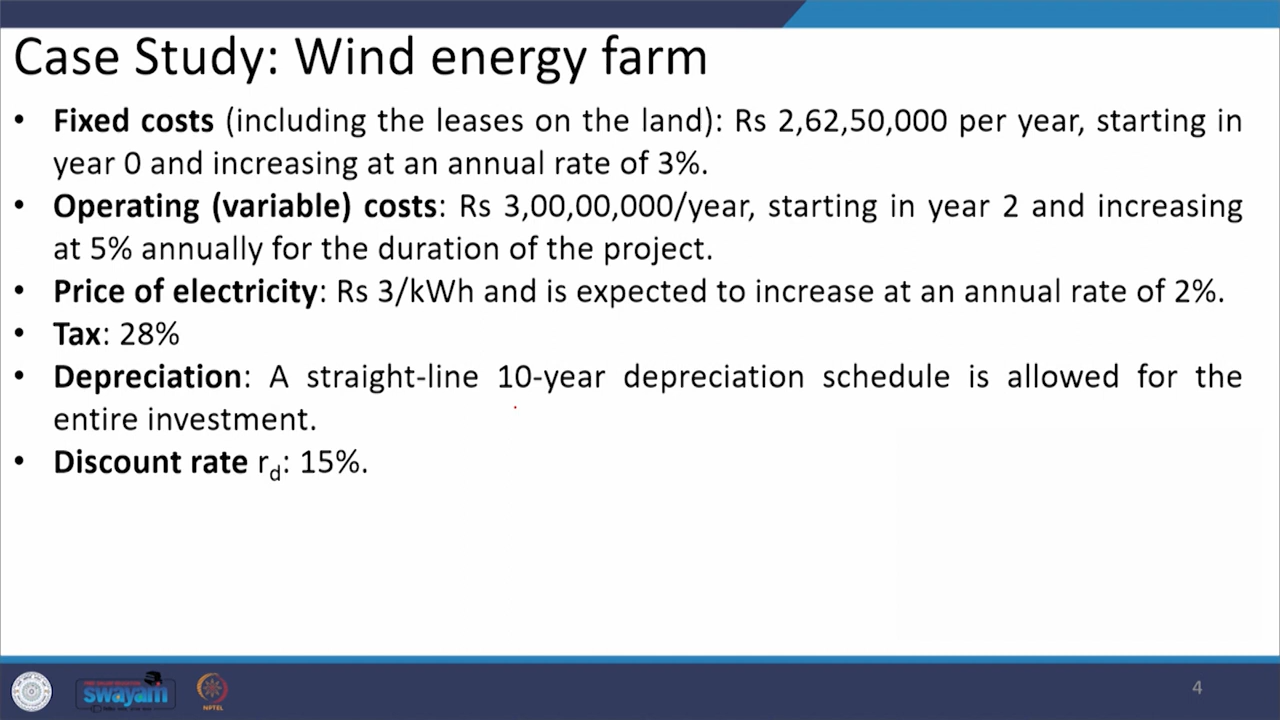 Case Study: Wind energy farm
• Fixed costs (including the leases on the land): Rs 2,62,50,000 per year, starting in
year 0 and increasing at an annual rate of 3%.
• Operating (variable) costs: Rs 3,00,00,000/year, starting in year 2 and increasing
at 5% annually for the duration of the project.
• Price of electricity: Rs 3/kWh and is expected to increase at an annual rate of 2%.
• Tax: 28%
• Depreciation: A straight-line 10-year depreciation schedule is allowed for the
entire investment.
• Discount rate rd: 15%.
swayam
NPTEL
4